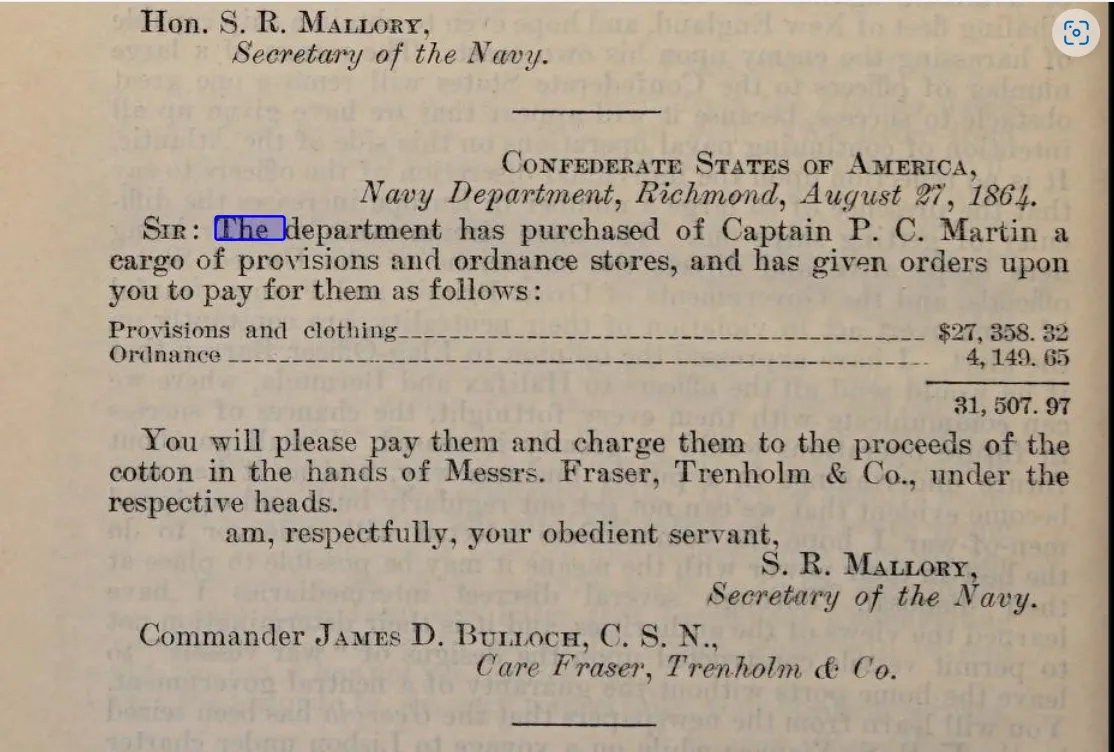 Hon. S. R. MALLORY,
Secretary of the Navy.
CONFEDERATE STATES OF AMERICA,
Navy Department, Richmond, August 27, 1864.
SIR: The department has purchased of Captain P. C. Martin a
cargo of provisions and ordnance stores, and has given orders upon
you to pay for them as follows:
Provisions and clothing $27, 358. 32
Ordnance 4, 149. 65
31, 507. 97
You will please pay them and charge them to the proceeds of the
cotton in the hands of Messrs. Fraser, Trenholm & Co., under the
respective heads.
am, respectfully, your obedient servant,
S. R. MALLORY,
Secretary of the Navy.
Commander JAMES D. BULLOCH, C. S. N.,
Care Fraser, Trenholm & Co.